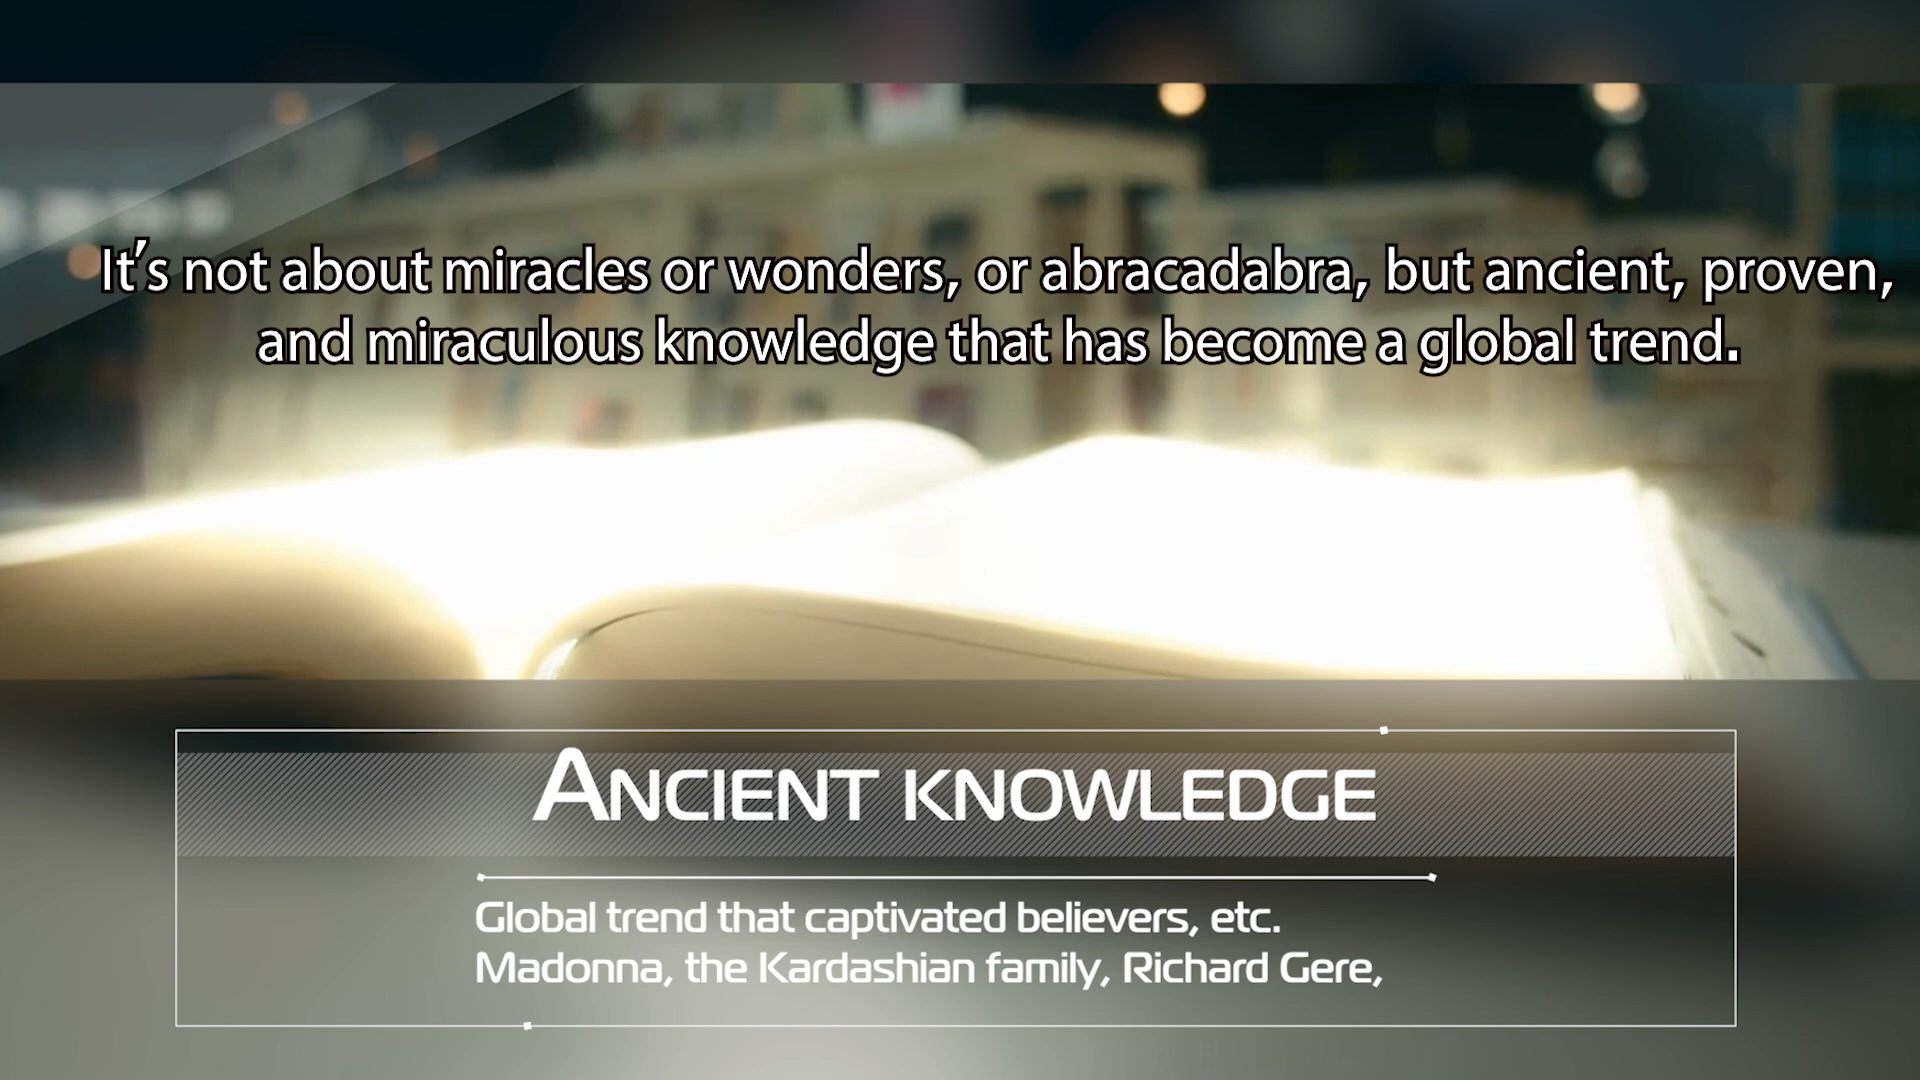 It's not about miracles or wonders, or abracadabra, but ancient, proven,
and miraculous knowledge that has become a global trend.
Ancient knowledge
Global trend that captivated believers, etc.
Madonna, the Kardashian family, Richard Gere,